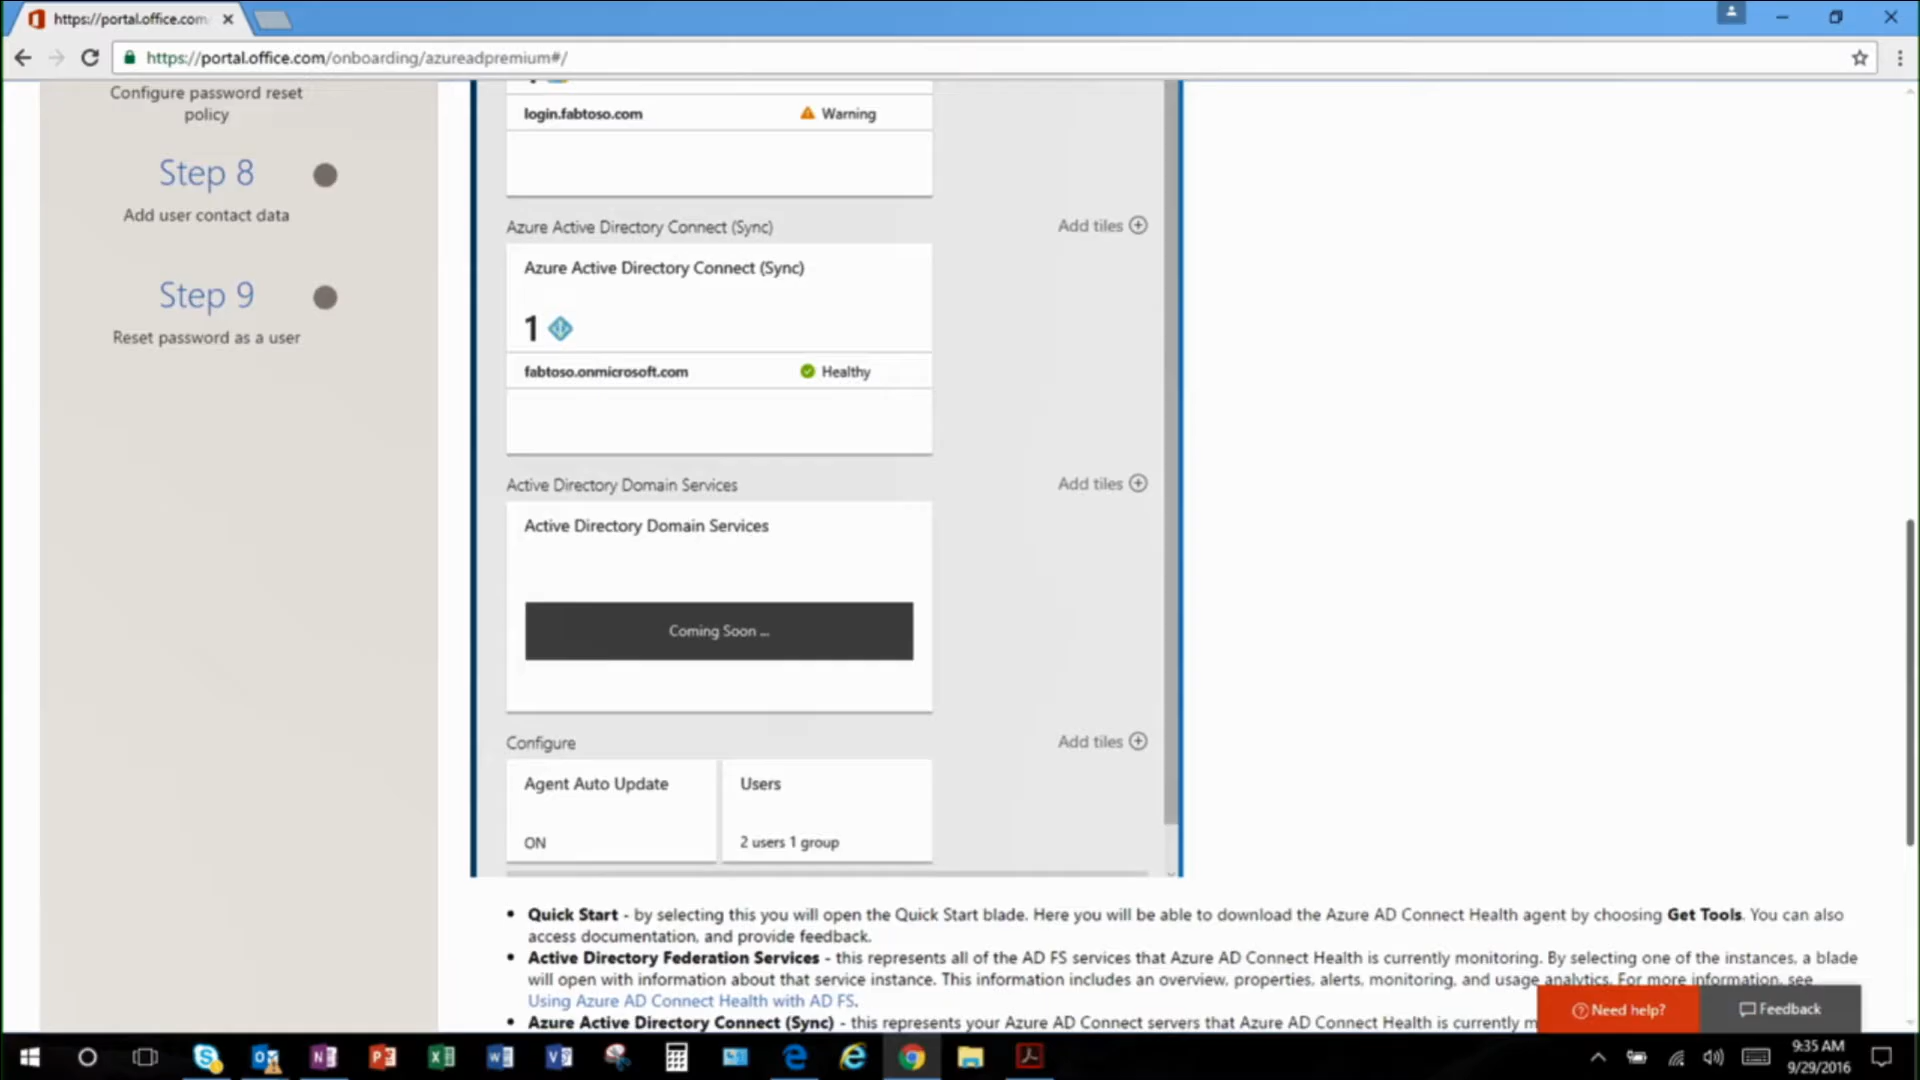 https://portal.office.com
https://portal.office.com/onboarding/azureadpremium#/
Configure password reset
policy
Step 8
Add user contact data
Step 9
Reset password as a user
login.fabtoso.com Warning
Azure Active Directory Connect (Sync) Add tiles
Azure Active Directory Connect (Sync)
1
fabtoso.onmicrosoft.com Healthy
Active Directory Domain Services Add tiles
Active Directory Domain Services
Coming Soon ...
Configure Add tiles
Agent Auto Update Users
ON 2 users 1 group
• Quick Start - by selecting this you will open the Quick Start blade. Here you will be able to download the Azure AD Connect Health agent by choosing Get Tools. You can also
access documentation, and provide feedback.
• Active Directory Federation Services - this represents all of the AD FS services that Azure AD Connect Health is currently monitoring. By selecting one of the instances, a blade
will open with information about that service instance. This information includes an overview, properties, alerts, monitoring, and usage analytics. For more information, see
Using Azure AD Connect Health with AD FS.
• Azure Active Directory Connect (Sync) - this represents your Azure AD Connect servers that Azure AD Connect Health is currently
Need help? Feedback
9:35 AM
9/29/2016